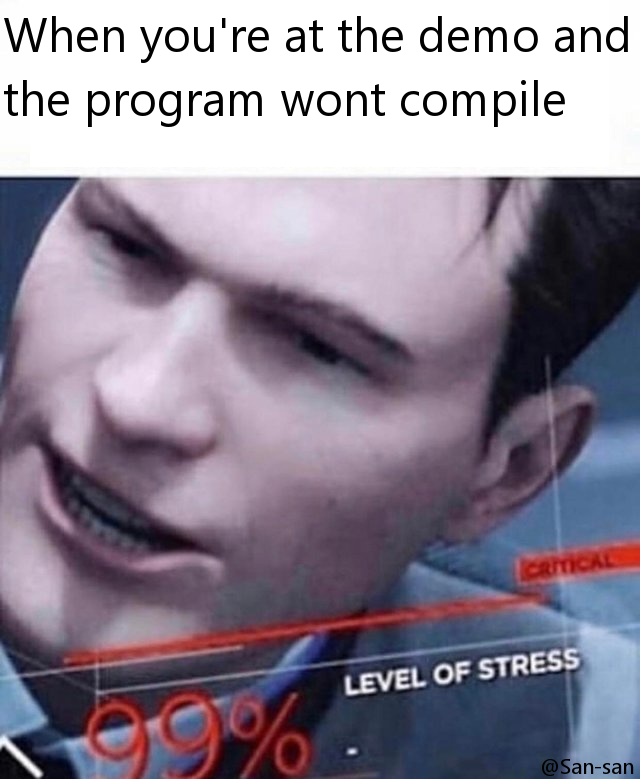 When you're at the demo and
the program wont compile
CRITICAL
LEVEL OF STRESS
99%
@San-san